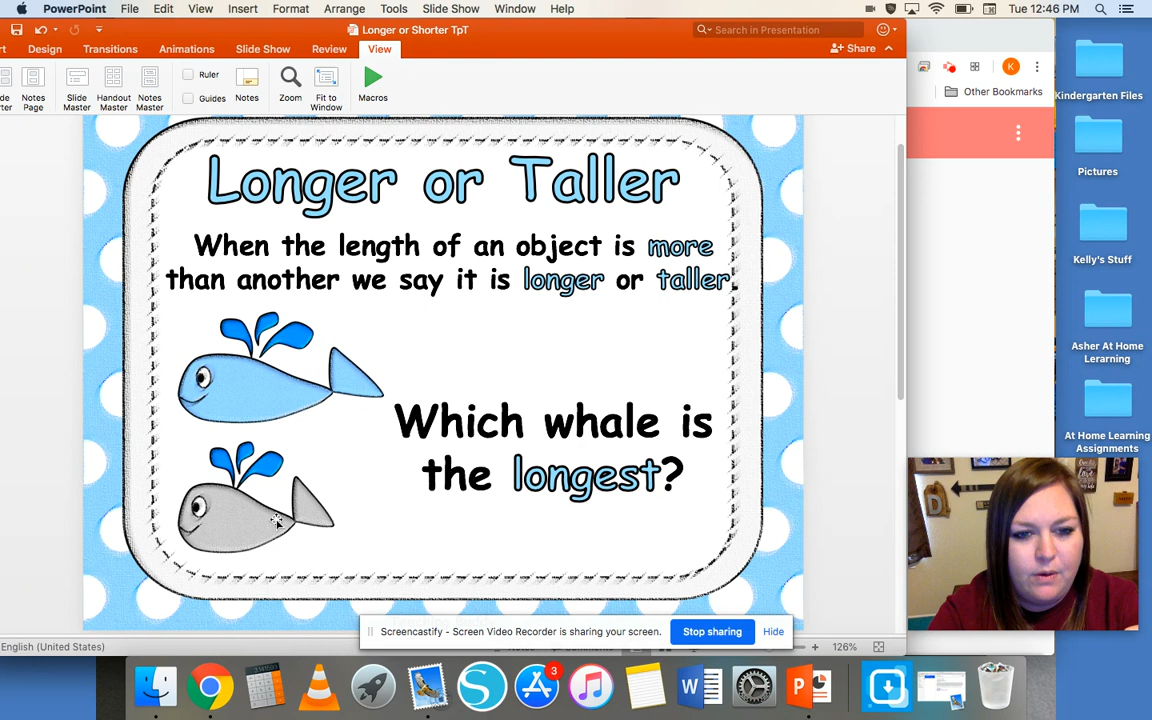 PowerPoint File Edit View Insert Format Arrange Tools Slide Show Window Help Tue 12:46 PM
Longer or Shorter TpT
Search in Presentation
Design Transitions Animations Slide Show Review View
Share
Notes Page
Slide Master
Handout Master
Notes Master
Ruler
Guides
Notes
Zoom
Fit to Window
Macros
K
Other Bookmarks
Longer or Taller
When the length of an object is more
than another we say it is longer or taller.
Which whale is
the longest?
Kindergarten Files
Pictures
Kelly's Stuff
Asher At Home
Lerarning
At Home Learning
Assignments
D
Screencastify - Screen Video Recorder is sharing your screen.
Stop sharing
Hide
English (United States)
126%
3
S
W
P